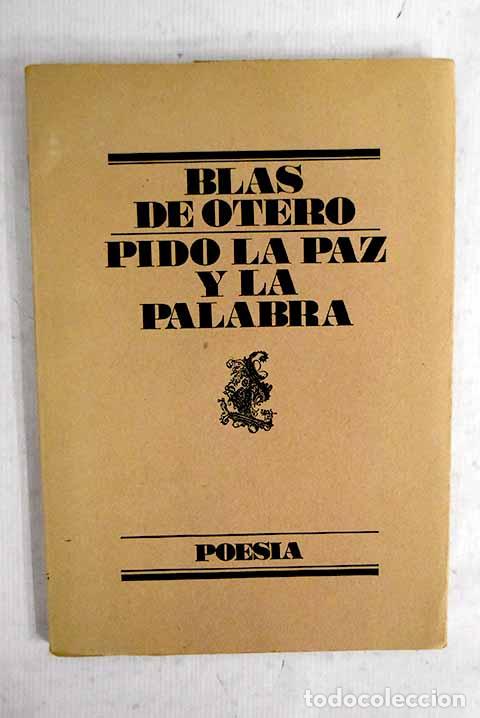 BLAS
DE OTERO
PIDO LA PAZ
Y LA
PALABRA
POESIA
todocoleccion